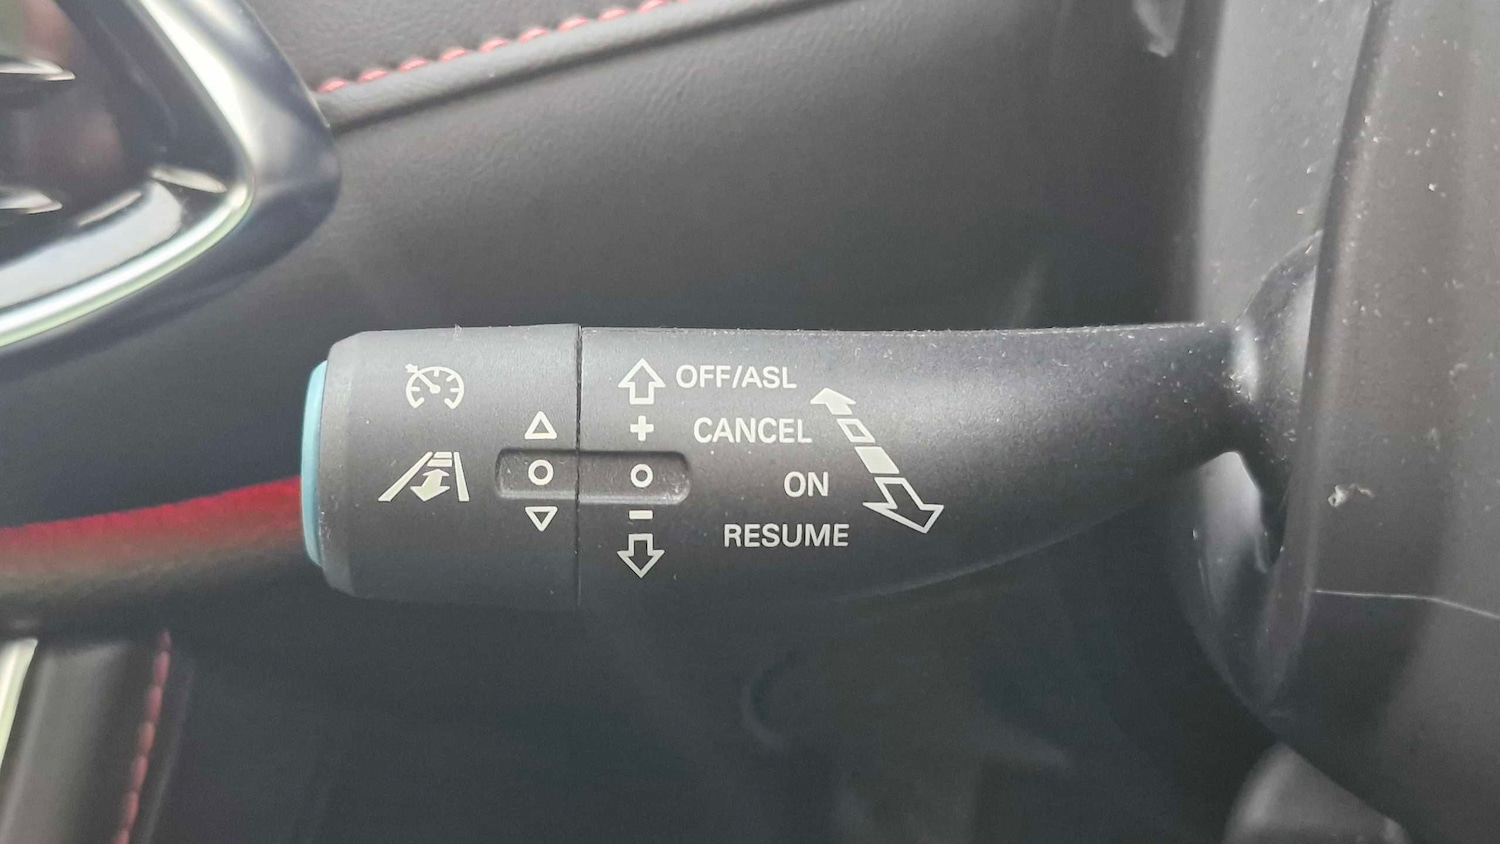 OFF/ASL
+ CANCEL
ON
-
RESUME